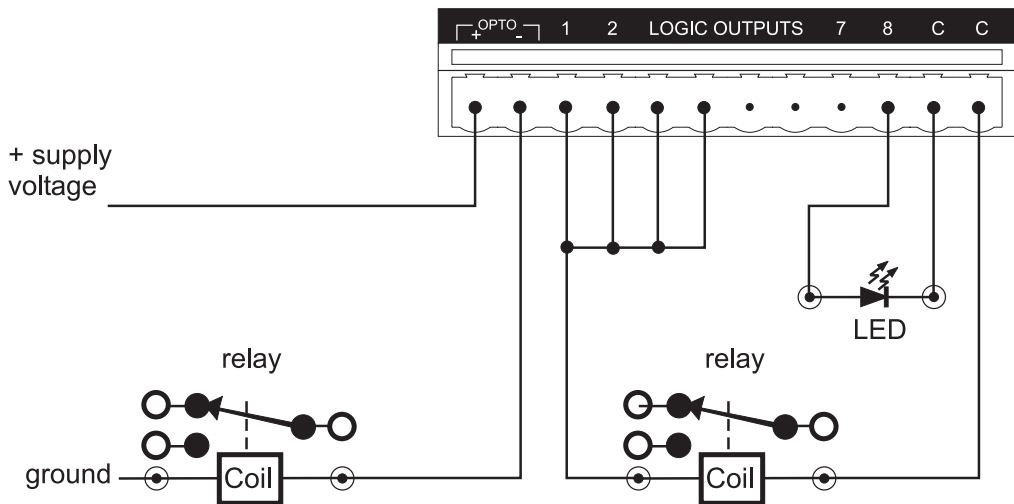 OPTO
+ - 1 2 LOGIC OUTPUTS 7 8 C C
+ supply
voltage
LED
relay
relay
ground
Coil
Coil